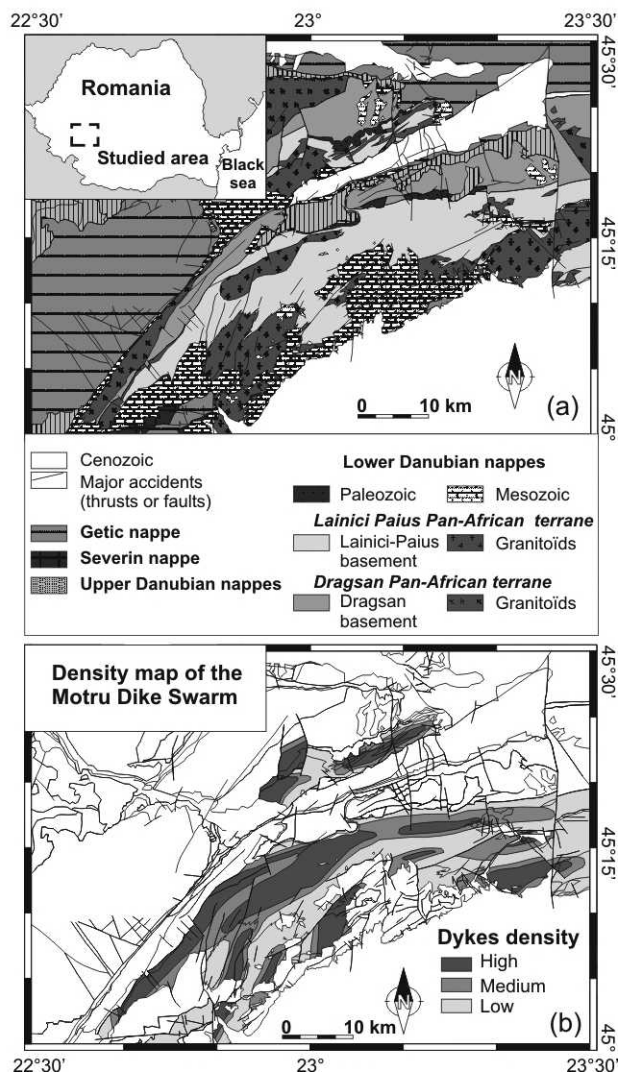 22°30'
23°
23°30'
45°30'
Romania
Studied area
Black
sea
45°15'
N
0
10 km
(a)
45°
Cenozoic
Major accidents
(thrusts or faults)
Getic nappe
Severin nappe
Upper Danubian nappes
Lower Danubian nappes
Paleozoic
Mesozoic
Lainici Paius Pan-African terrane
Lainici-Paius
basement
Granitoïds
Dragsan Pan-African terrane
Dragsan
basement
Granitoïds
Density map of the
Motru Dike Swarm
45°30'
45°15'
Dykes density
High
Medium
Low
N
0
10 km
(b)
45°
22°30'
23°
23°30'